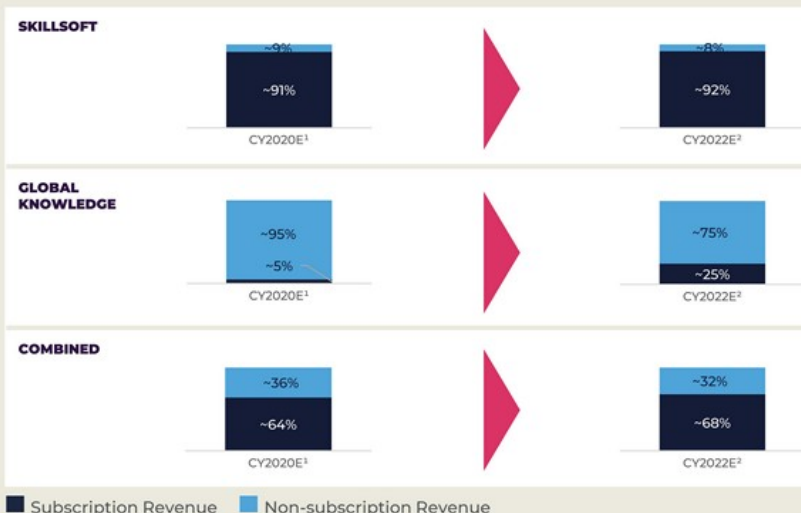 SKILLSOFT
~9%
~91%
CY2020E¹
~8%
~92%
CY2022E²
GLOBAL
KNOWLEDGE
~95%
~5%
CY2020E¹
~75%
~25%
CY2022E²
COMBINED
~36%
~64%
CY2020E¹
~32%
~68%
CY2022E²
Subscription Revenue Non-subscription Revenue